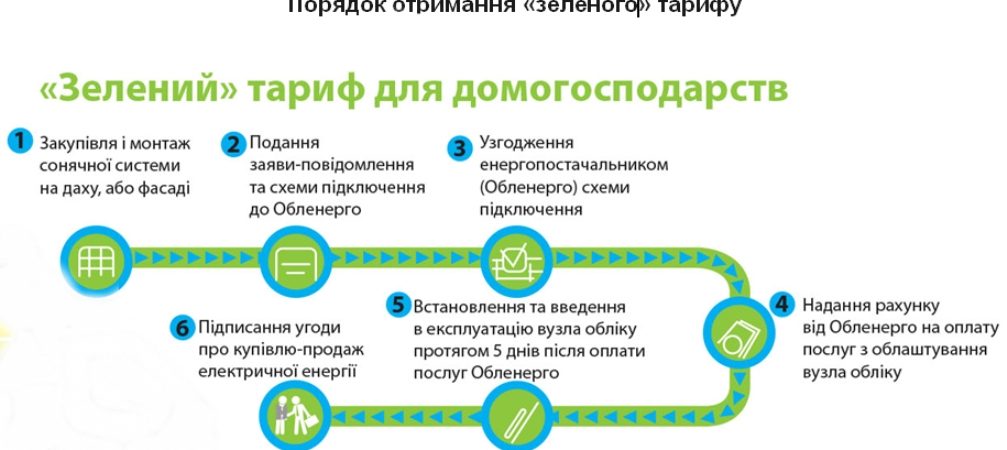 Порядок отримання «зеленого» тарифу
«Зелений» тариф для домогосподарств
1 Закупівля і монтаж
сонячної системи
на даху, або фасаді
2 Подання
заяви-повідомлення
та схеми підключення
до Обленерго
3 Узгодження
енергопостачальником
(Обленерго) схеми
підключення
4 Надання рахунку
від Обленерго на оплату
послуг з облаштування
вузла обліку
5 Встановлення та введення
в експлуатацію вузла обліку
протягом 5 днів після оплати
послуг Обленерго
6 Підписання угоди
про купівлю-продаж
електричної енергії